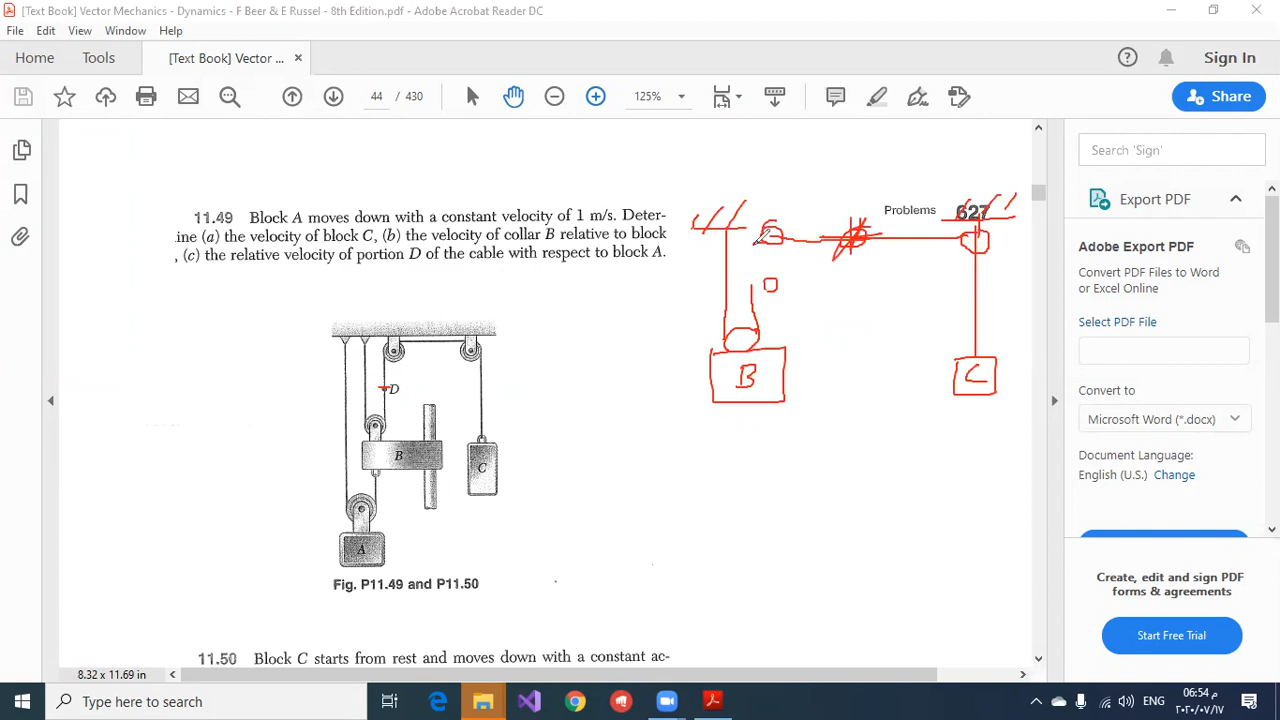 [Text Book] Vector Mechanics - Dynamics - F Beer & E Russel - 8th Edition.pdf - Adobe Acrobat Reader DC
File Edit View Window Help
Home Tools [Text Book] Vector ... × Sign In
44 / 430 125% Share
Problems 627
11.49 Block A moves down with a constant velocity of 1 m/s. Deter-
ine (a) the velocity of block C, (b) the velocity of collar B relative to block
, (c) the relative velocity of portion D of the cable with respect to block A.
D
B
C
A
B
C
Fig. P11.49 and P11.50
11.50 Block C starts from rest and moves down with a constant ac-
8.32 x 11.69 in
Search 'Sign'
Export PDF
Adobe Export PDF
Convert PDF Files to Word
or Excel Online
Select PDF File
Convert to
Microsoft Word (*.docx)
Document Language:
English (U.S.) Change
Create, edit and sign PDF
forms & agreements
Start Free Trial
Type here to search
ENG
06:54 م
٢٠٢٠/٠٧/١٧